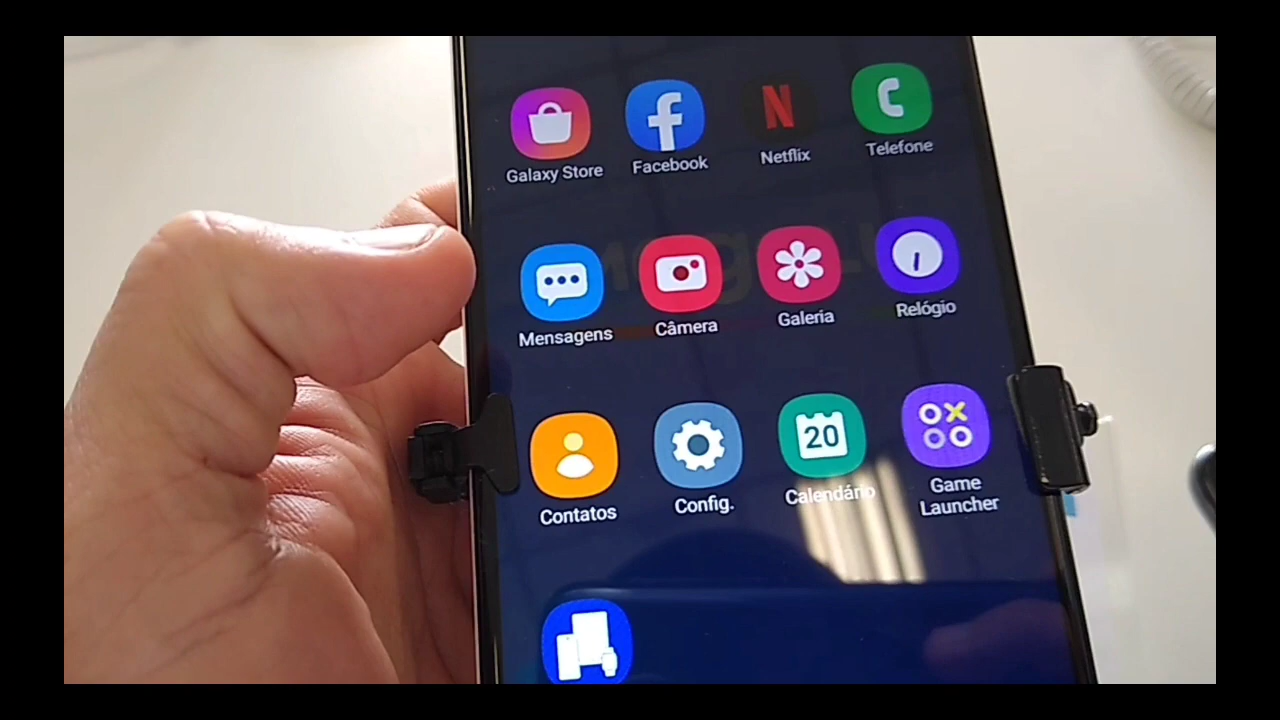 Galaxy Store
Facebook
Netflix
Telefone
Mensagens
Câmera
Galeria
Relógio
Contatos
Config.
20
Calendário
Game
Launcher